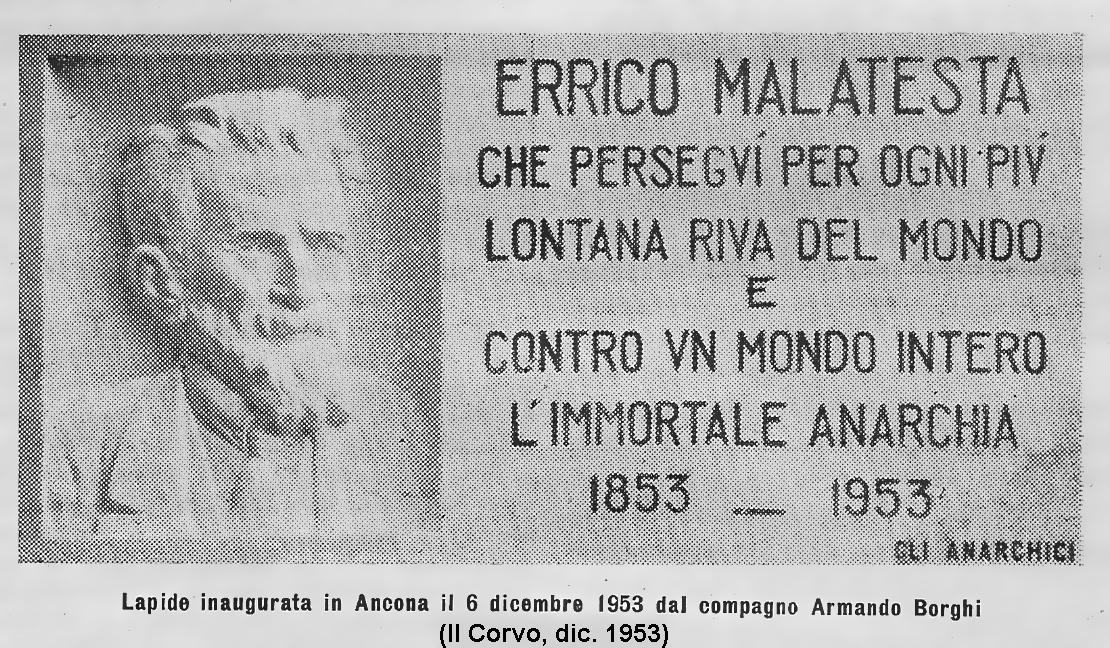 ERRICO MALATESTA
CHE PERSEGVÍ PER OGNI PIV́
LONTANA RIVA DEL MONDO
E
CONTRO VN MONDO INTERO
L'IMMORTALE ANARCHIA
1853 — 1953
GLI ANARCHICI
Lapide inaugurata in Ancona il 6 dicembre 1953 dal compagno Armando Borghi
(Il Corvo, dic. 1953)